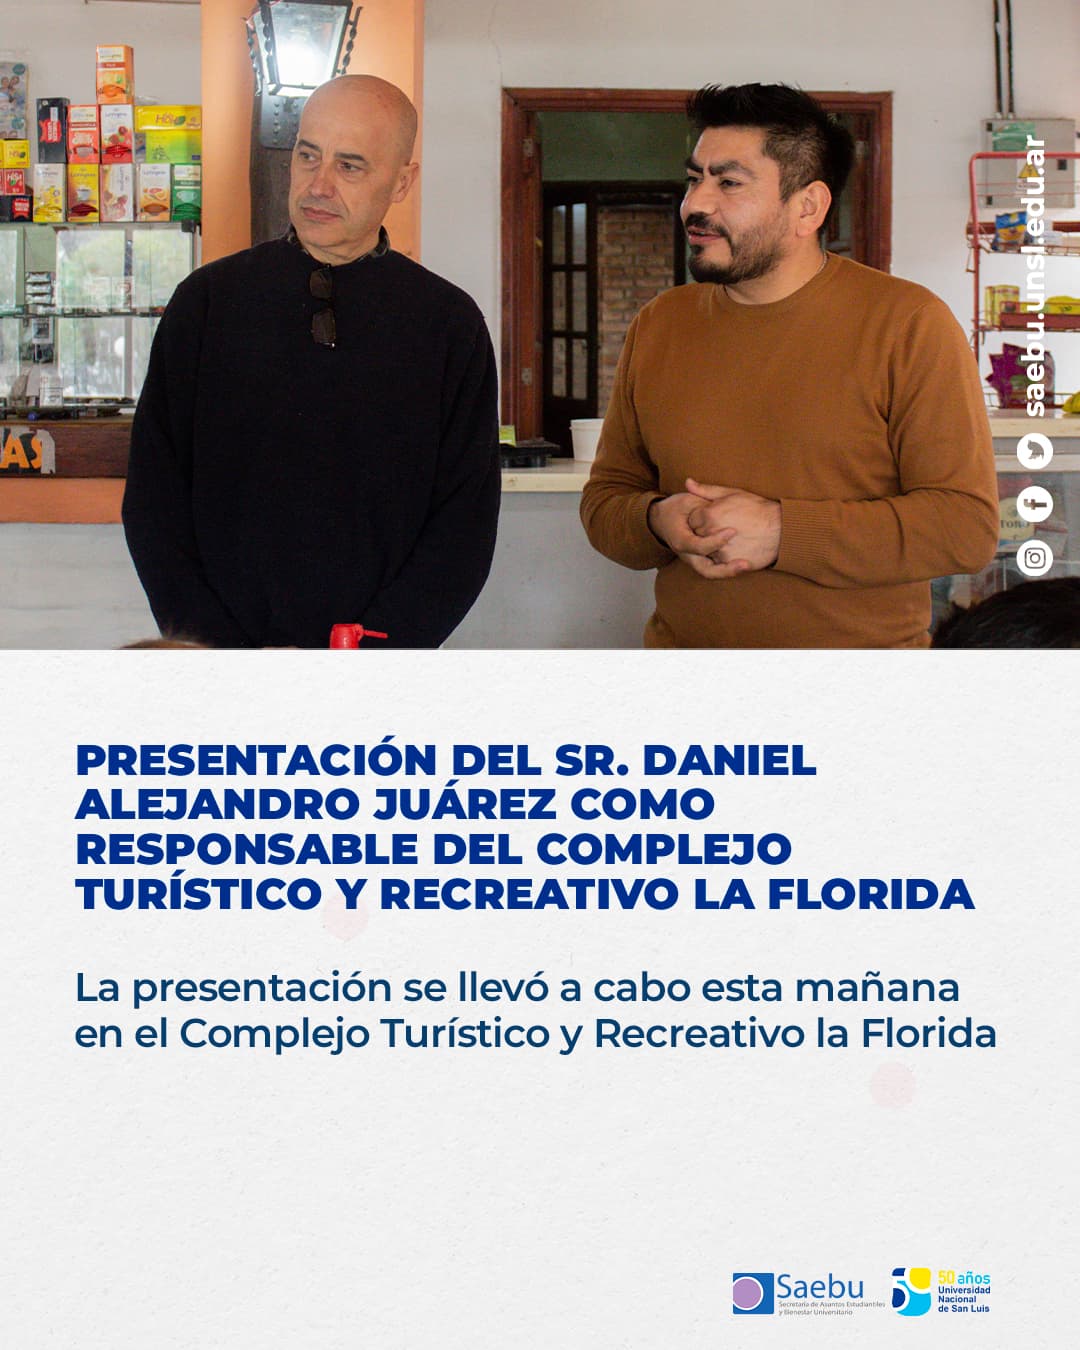 saebu.unsl.edu.ar
AS
PRESENTACIÓN DEL SR. DANIEL
ALEJANDRO JUÁREZ COMO
RESPONSABLE DEL COMPLEJO
TURÍSTICO Y RECREATIVO LA FLORIDA
La presentación se llevó a cabo esta mañana
en el Complejo Turístico y Recreativo la Florida
Saebu
Secretaría de Asuntos Estudiantiles
y Bienestar Universitario
50 años
Universidad
Nacional
de San Luis